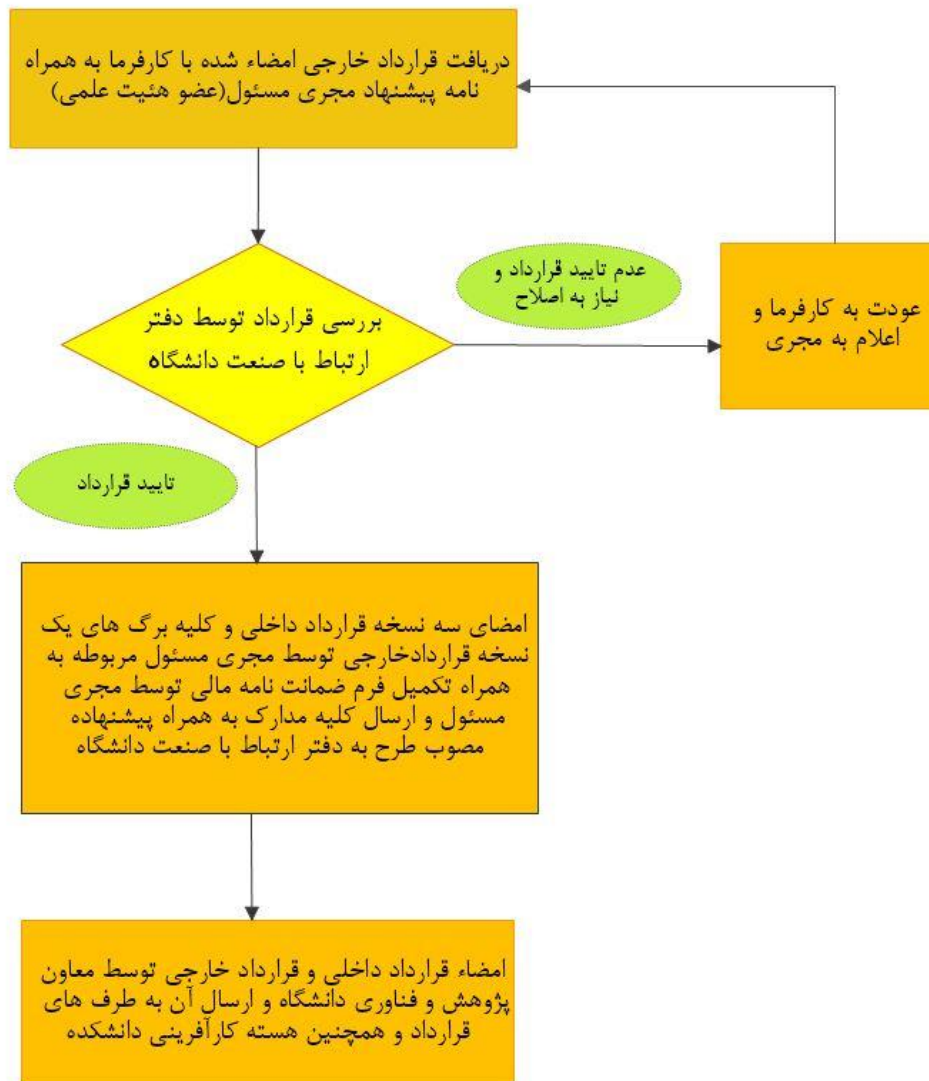 دریافت قرارداد خارجی امضاء شده با کارفرما به همراه
نامه پیشنهاد مجری مسئول(عضو هئیت علمی)
عدم تایید قرارداد و
نیاز به اصلاح
عودت به کارفرما و
اعلام به مجری
بررسی قرارداد توسط دفتر
ارتباط با صنعت دانشگاه
تایید قرارداد
امضای سه نسخه قرارداد داخلی و کلیه برگ های یک
نسخه قراردادخارجی توسط مجری مسئول مربوطه به
همراه تکمیل فرم ضمانت نامه مالی توسط مجری
مسئول و ارسال کلیه مدارک به همراه پیشنهاده
مصوب طرح به دفتر ارتباط با صنعت دانشگاه
امضاء قرارداد داخلی و قرارداد خارجی توسط معاون
پژوهش و فناوری دانشگاه و ارسال آن به طرف های
قرارداد و همچنین هسته کارآفرینی دانشکده